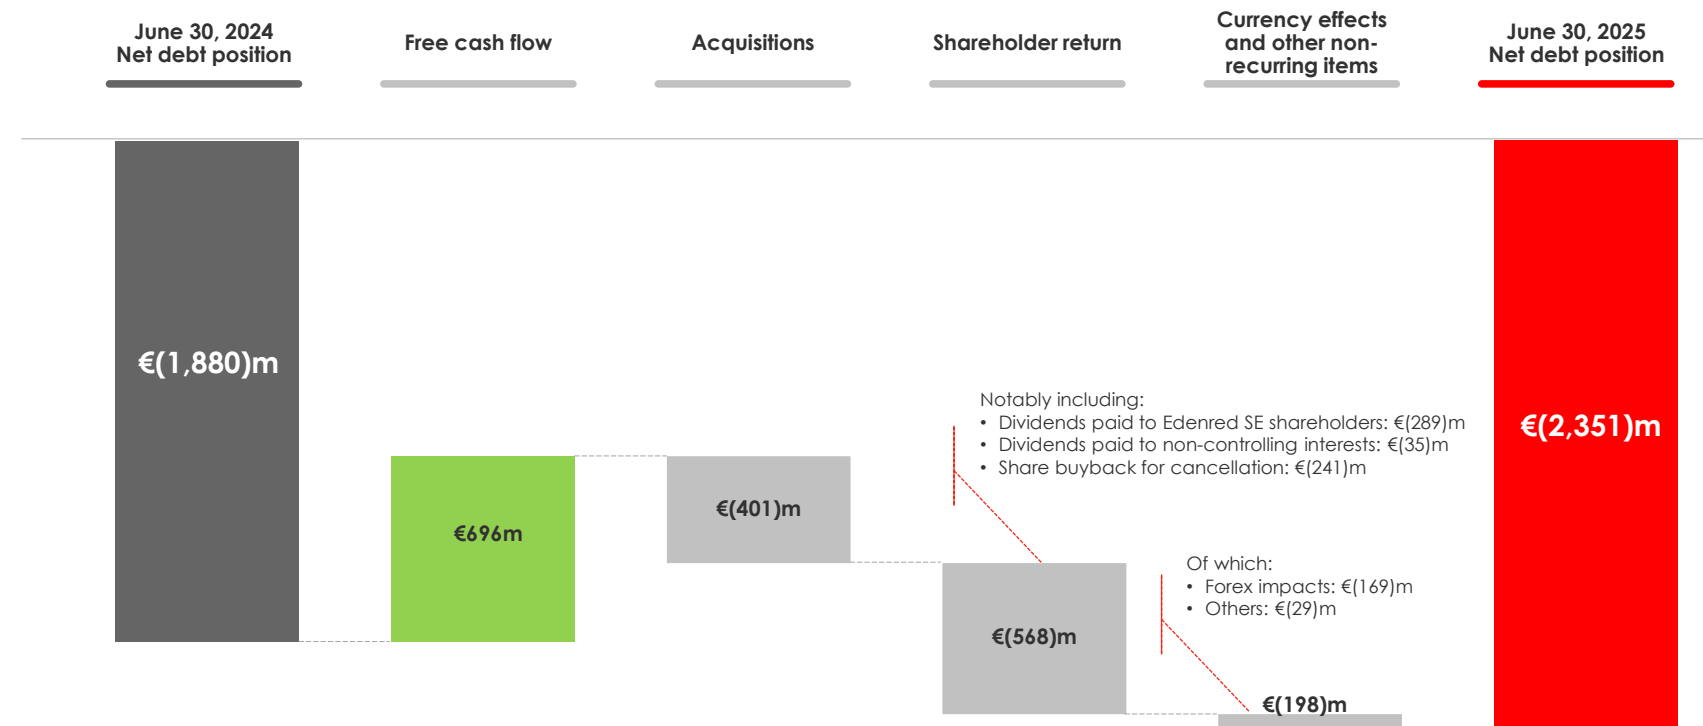 June 30, 2024
Net debt position
Free cash flow
Acquisitions
Shareholder return
Currency effects
and other non-
recurring items
June 30, 2025
Net debt position
€(1,880)m
€696m
€(401)m
Notably including:
• Dividends paid to Edenred SE shareholders: €(289)m
• Dividends paid to non-controlling interests: €(35)m
• Share buyback for cancellation: €(241)m
€(568)m
Of which:
• Forex impacts: €(169)m
• Others: €(29)m
€(198)m
€(2,351)m